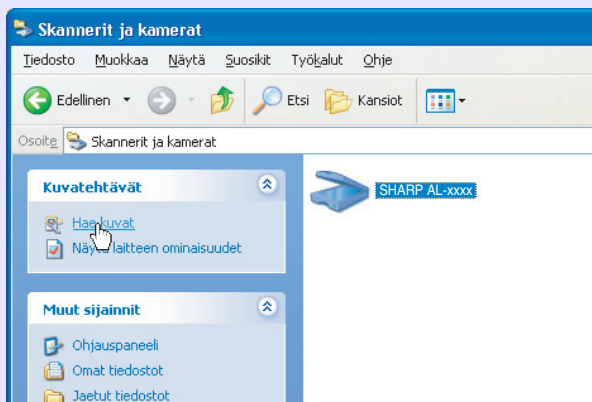 Skannerit ja kamerat
Tiedosto Muokkaa Näytä Suosikit Työkalut Ohje
Edellinen Etsi Kansiot
Osoite Skannerit ja kamerat
Kuvatehtävät
Hae kuvat
Näytä laitteen ominaisuudet
SHARP AL-xxxx
Muut sijainnit
Ohjauspaneeli
Omat tiedostot
Jaetut tiedostot